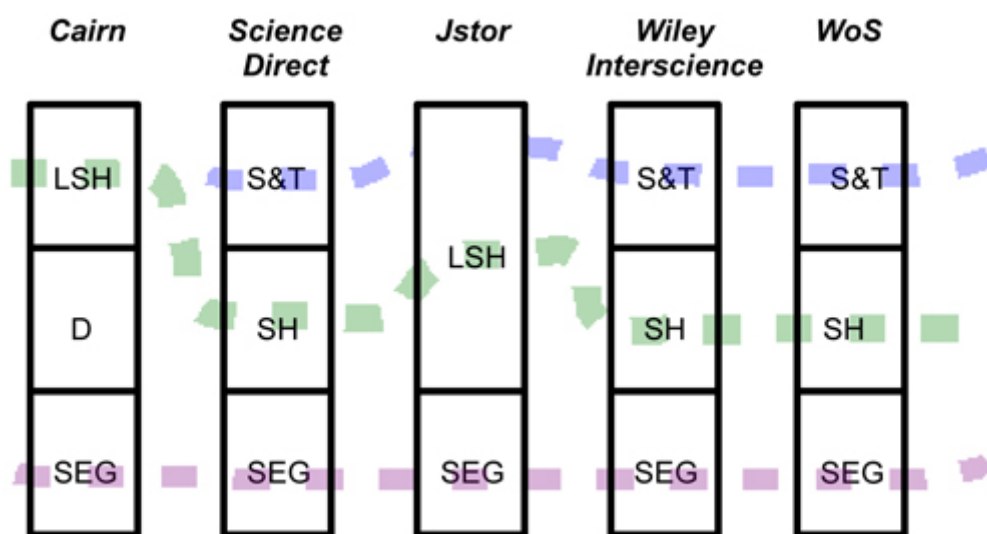 Cairn
Science
Direct
Jstor
Wiley
Interscience
WoS
LSH
S&T
S&T
S&T
LSH
D
SH
SH
SH
SEG
SEG
SEG
SEG
SEG